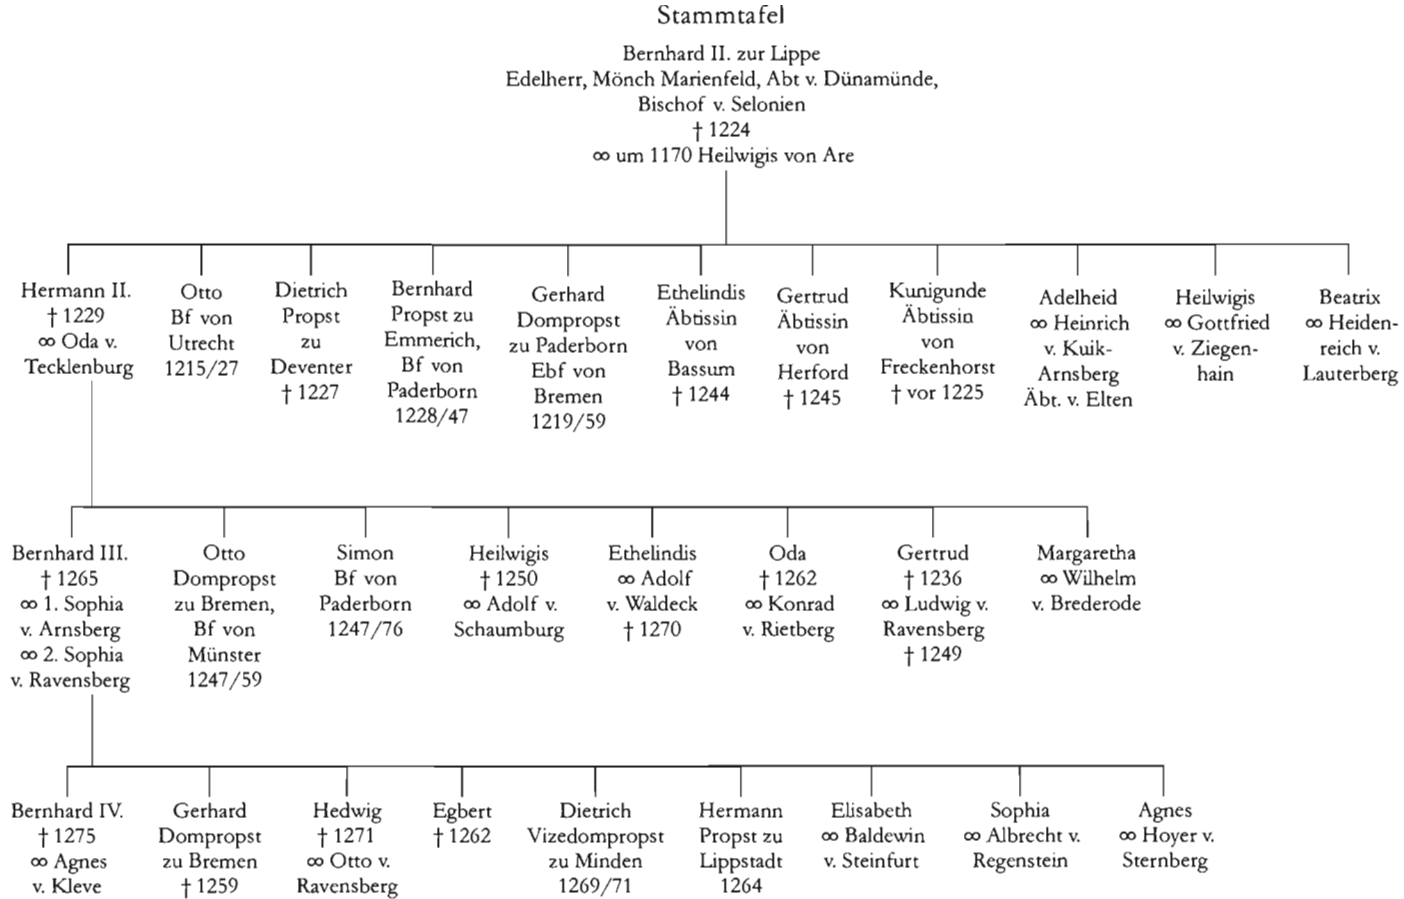 Stammtafel
Bernhard II. zur Lippe
Edelherr, Mönch Marienfeld, Abt v. Dünamünde,
Bischof v. Selonien
† 1224
∞ um 1170 Heilwigis von Are
Hermann II.
† 1229
∞ Oda v.
Tecklenburg
Otto
Bf von
Utrecht
1215/27
Dietrich
Propst
zu
Deventer
† 1227
Bernhard
Propst zu
Emmerich,
Bf von
Paderborn
1228/47
Gerhard
Dompropst
zu Paderborn
Ebf von
Bremen
1219/59
Ethelindis
Äbtissin
von
Bassum
† 1244
Gertrud
Äbtissin
von
Herford
† 1245
Kunigunde
Äbtissin
von
Freckenhorst
† vor 1225
Adelheid
∞ Heinrich
v. Kuik-
Arnsberg
Äbt. v. Elten
Heilwigis
∞ Gottfried
v. Ziegen-
hain
Beatrix
∞ Heiden-
reich v.
Lauterberg
Bernhard III.
† 1265
∞ 1. Sophia
v. Arnsberg
∞ 2. Sophia
v. Ravensberg
Otto
Dompropst
zu Bremen,
Bf von
Münster
1247/59
Simon
Bf von
Paderborn
1247/76
Heilwigis
† 1250
∞ Adolf v.
Schaumburg
Ethelindis
∞ Adolf
v. Waldeck
† 1270
Oda
† 1262
∞ Konrad
v. Rietberg
Gertrud
† 1236
∞ Ludwig v.
Ravensberg
† 1249
Margaretha
∞ Wilhelm
v. Brederode
Bernhard IV.
† 1275
∞ Agnes
v. Kleve
Gerhard
Dompropst
zu Bremen
† 1259
Hedwig
† 1271
∞ Otto v.
Ravensberg
Egbert
† 1262
Dietrich
Vizedompropst
zu Minden
1269/71
Hermann
Propst zu
Lippstadt
1264
Elisabeth
∞ Baldewin
v. Steinfurt
Sophia
∞ Albrecht v.
Regenstein
Agnes
∞ Hoyer v.
Sternberg